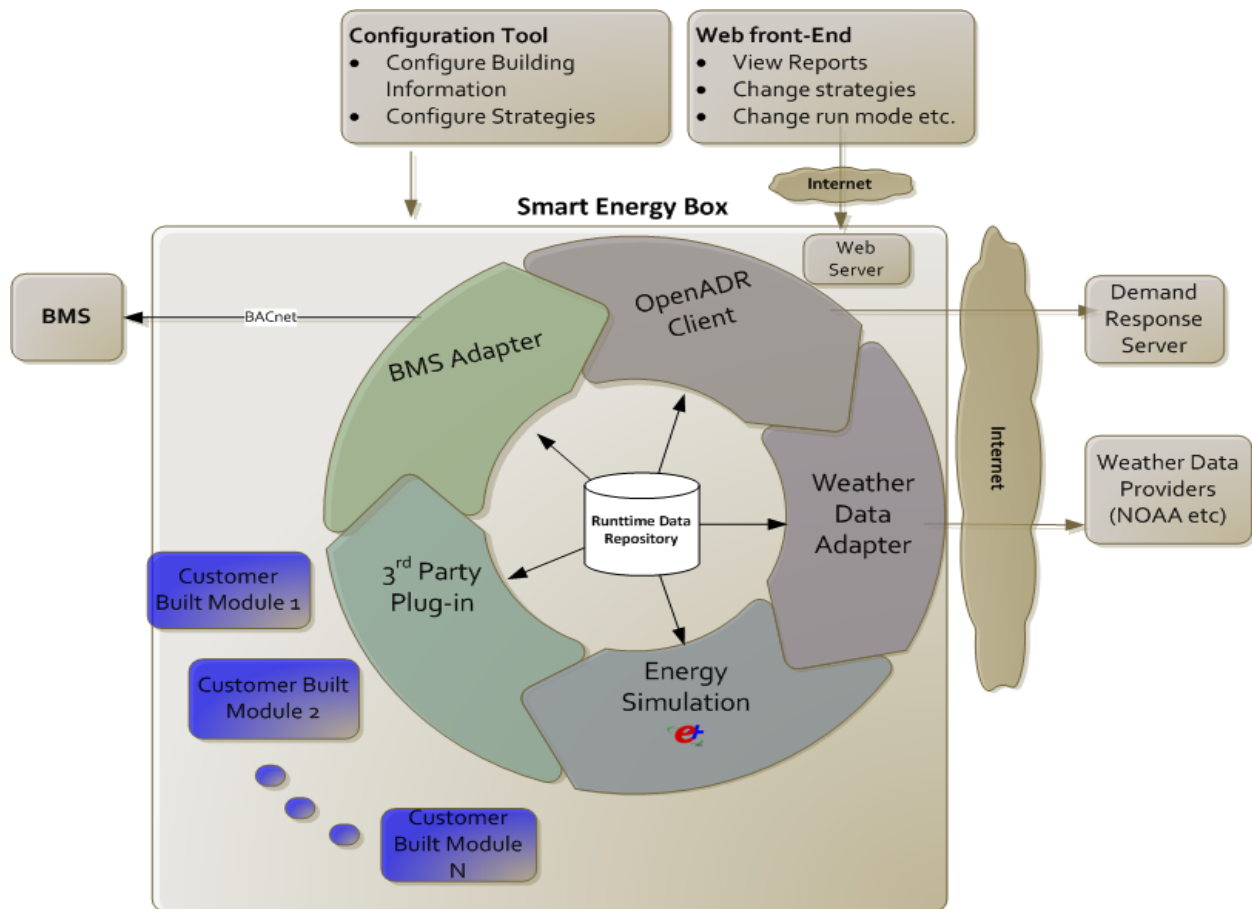 Configuration Tool
• Configure Building
Information
• Configure Strategies
Web front-End
• View Reports
• Change strategies
• Change run mode etc.
Internet
Smart Energy Box
Web
Server
BMS
BACnet
BMS Adapter
OpenADR
Client
Demand
Response
Server
Internet
Weather Data
Providers
(NOAA etc)
Weather
Data
Adapter
Runttime Data
Repository
3rd Party
Plug-in
Energy
Simulation
e+
Customer
Built Module 1
Customer Built
Module 2
Customer
Built Module
N